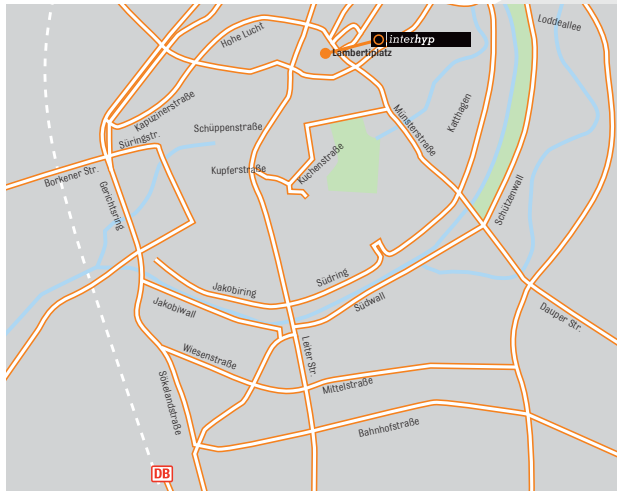 Loddeallee
Hohe Lucht
interhyp
Lambertiplatz
Kapuzinerstraße
Schüppenstraße
Münsterstraße
Katthagen
Süringstr.
Kupferstraße
Kuchenstraße
Borkener Str.
Gerichtsring
Schützenwall
Jakobiring
Südring
Jakobiwall
Südwall
Dauper Str.
Wiesenstraße
Leiter Str.
Mittelstraße
Sökelandstraße
Bahnhofstraße
DB